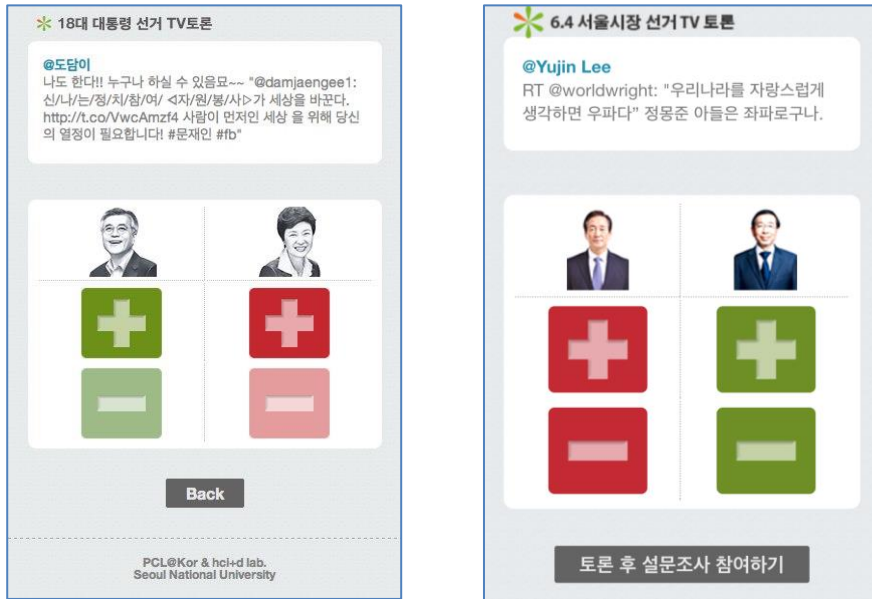 18대 대통령 선거 TV토론
@도담이
나도 한다!! 누구나 하실 수 있음묘~~ "@damjaengee1:
신/나/는/정/치/참/여/ ◁자/원/봉/사▷가 세상을 바꾼다.
http://t.co/VwcAmzf4 사람이 먼저인 세상 을 위해 당신
의 열정이 필요합니다! #문재인 #fb"
Back
PCL@Kor & hci+d lab.
Seoul National University
6.4 서울시장 선거 TV 토론
@Yujin Lee
RT @worldwright: "우리나라를 자랑스럽게
생각하면 우파다” 정몽준 아들은 좌파로구나.
토론 후 설문조사 참여하기